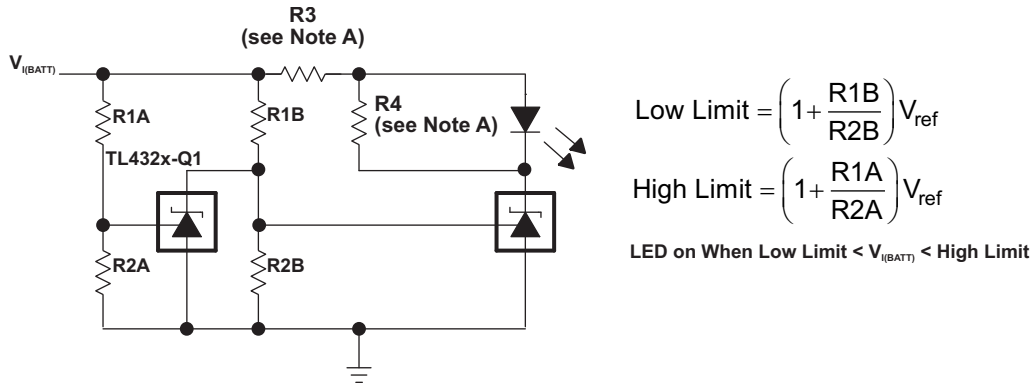 R3
(see Note A)
V_I(BATT)
R1A
R1B
R4
(see Note A)
TL432x-Q1
R2A
R2B
Low Limit = (1 + R1B/R2B) V_ref
High Limit = (1 + R1A/R2A) V_ref
LED on When Low Limit < V_I(BATT) < High Limit